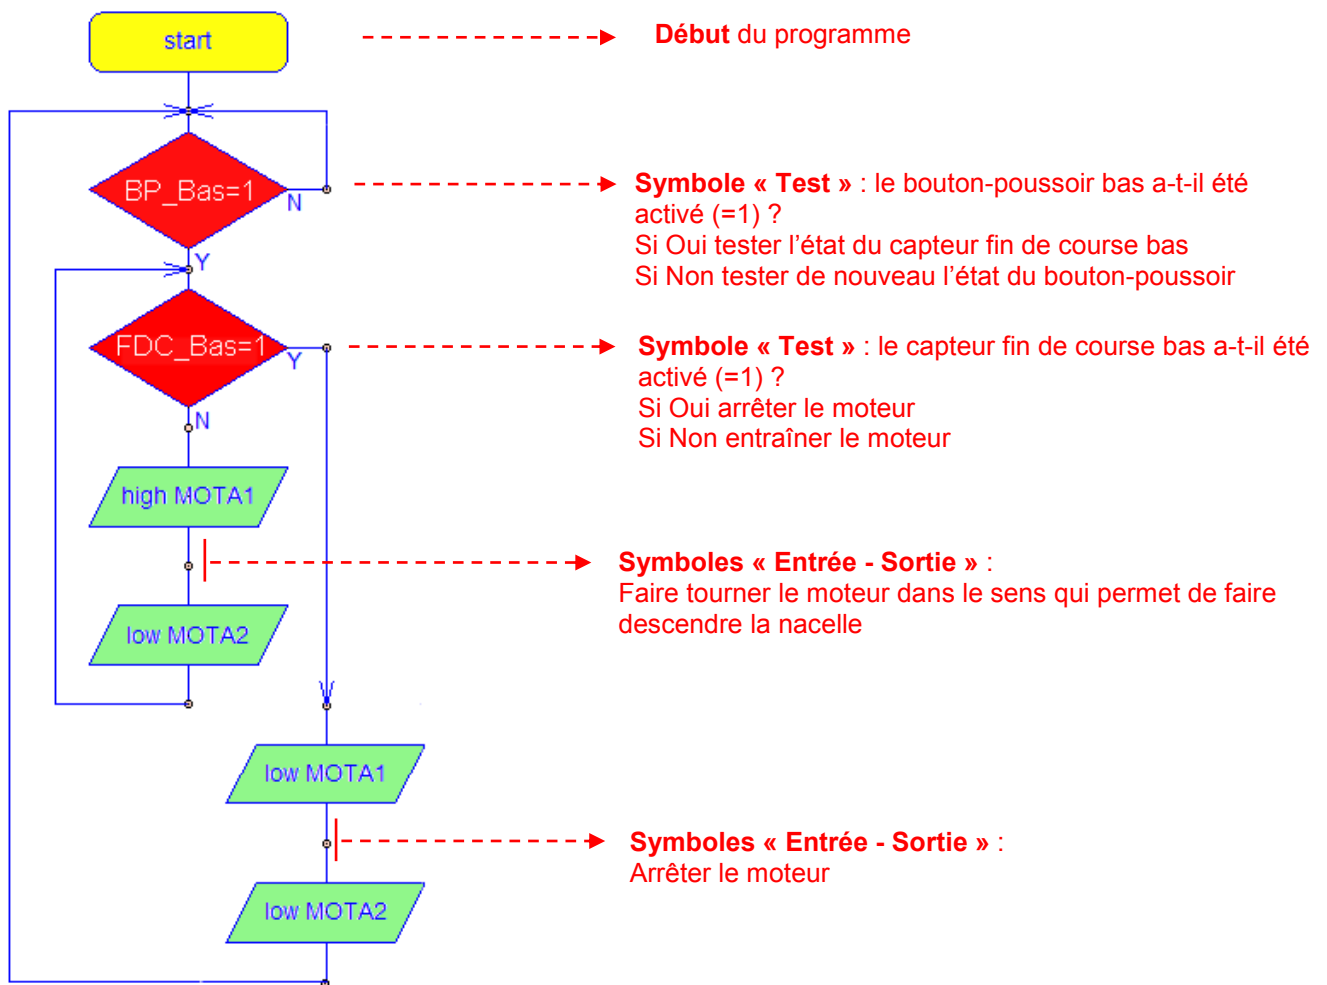 start
Début du programme
BP_Bas=1
N
Y
Symbole « Test » : le bouton-poussoir bas a-t-il été
activé (=1) ?
Si Oui tester l’état du capteur fin de course bas
Si Non tester de nouveau l’état du bouton-poussoir
FDC_Bas=1
Y
N
Symbole « Test » : le capteur fin de course bas a-t-il été
activé (=1) ?
Si Oui arrêter le moteur
Si Non entraîner le moteur
high MOTA1
low MOTA2
Symboles « Entrée - Sortie » :
Faire tourner le moteur dans le sens qui permet de faire
descendre la nacelle
low MOTA1
low MOTA2
Symboles « Entrée - Sortie » :
Arrêter le moteur